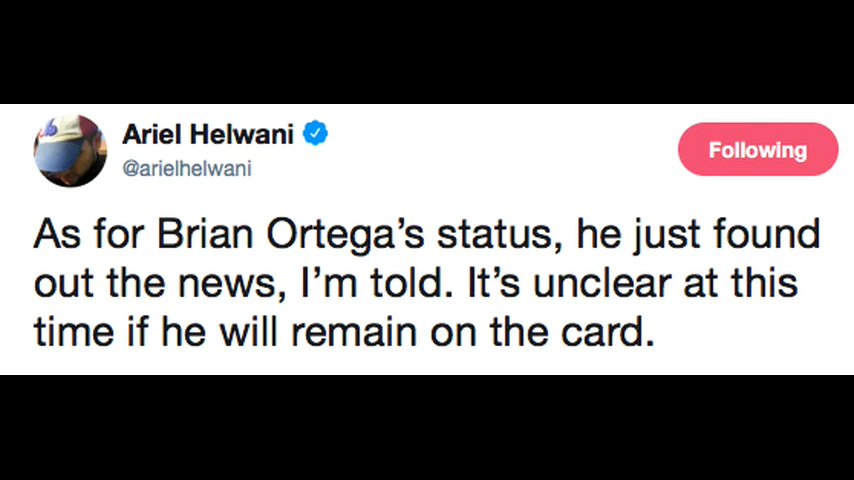 Ariel Helwani
@arielhelwani
Following
As for Brian Ortega’s status, he just found
out the news, I’m told. It’s unclear at this
time if he will remain on the card.